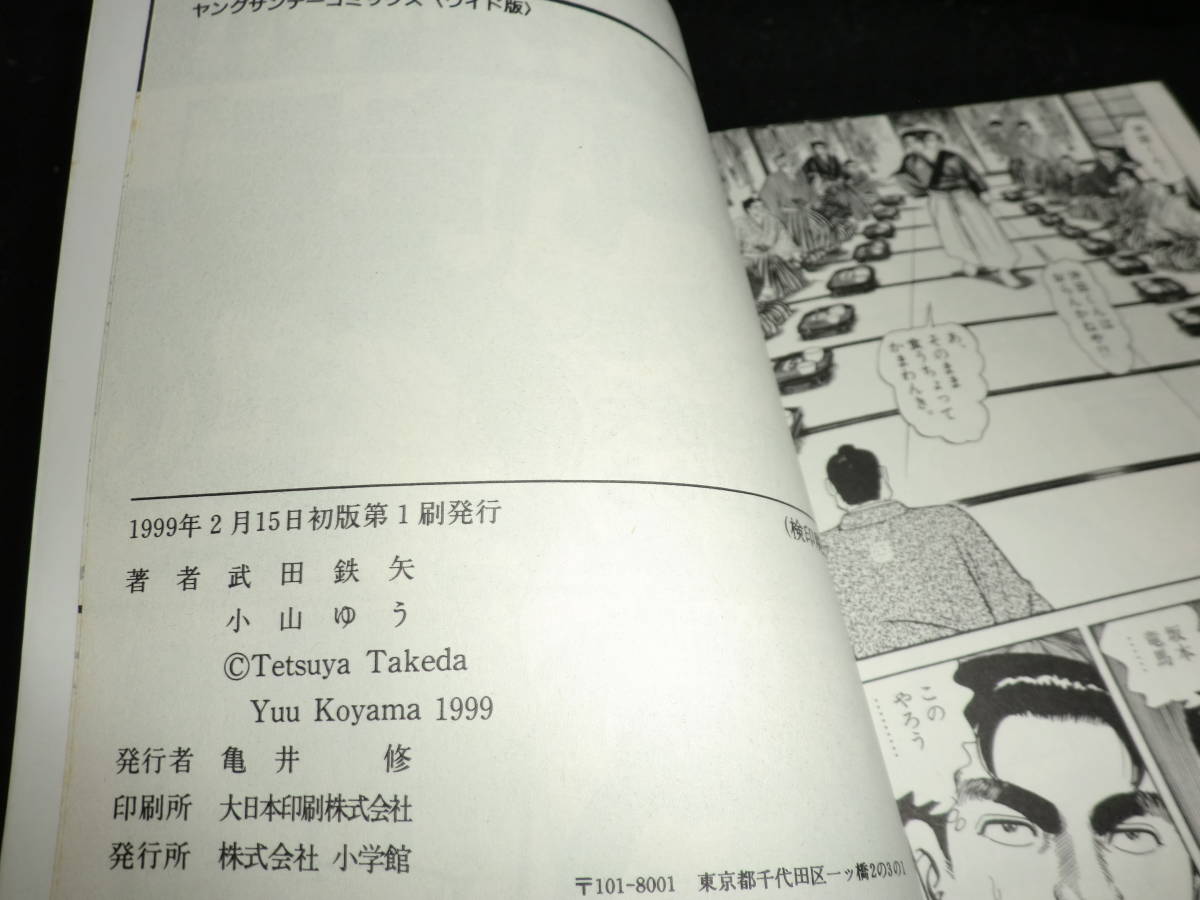 ヤングサンデーコミックス〈ワイド版〉
1999年2月15日初版第1刷発行
(検印
著者 武田鉄矢
小山ゆう
©Tetsuya Takeda
Yuu Koyama 1999
発行者 亀井 修
印刷所 大日本印刷株式会社
発行所 株式会社 小学館
〒101-8001 東京都千代田区一ッ橋2の3の1
あ、
そのまま
食うちょって
かまわんぜよ
この
やろう
………